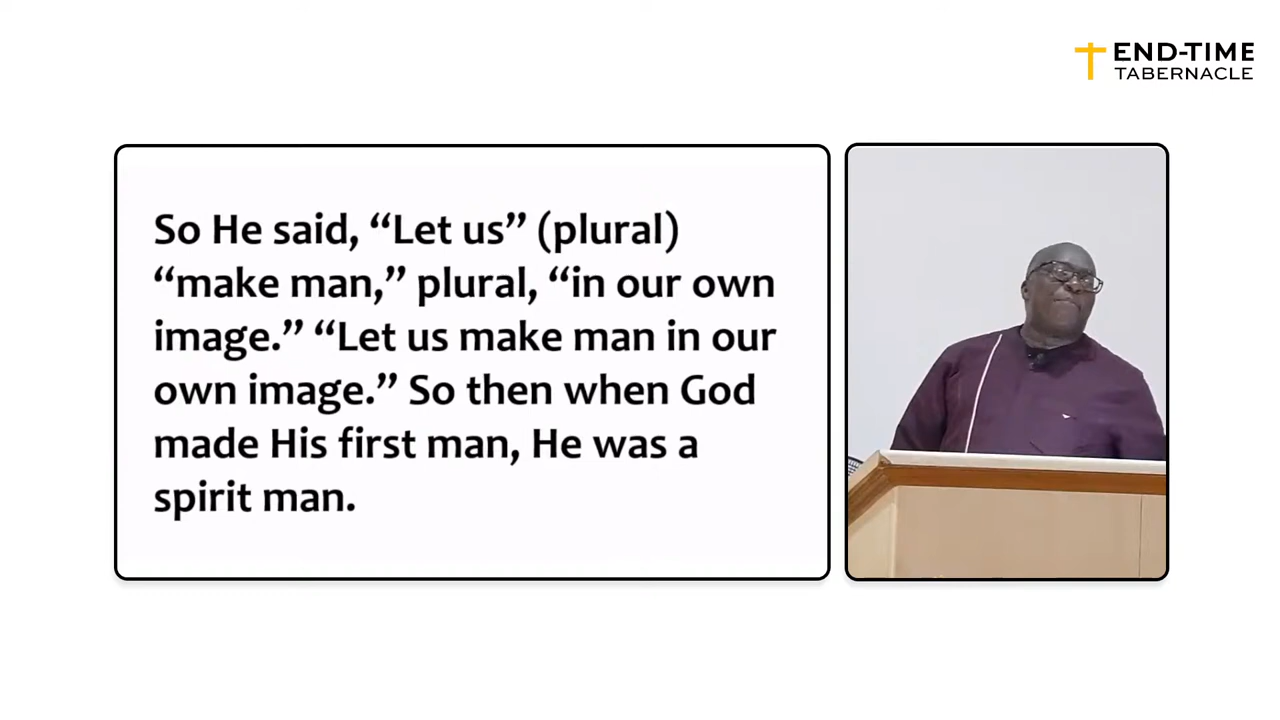 END-TIME
TABERNACLE
So He said, “Let us” (plural)
“make man,” plural, “in our own
image.” “Let us make man in our
own image.” So then when God
made His first man, He was a
spirit man.